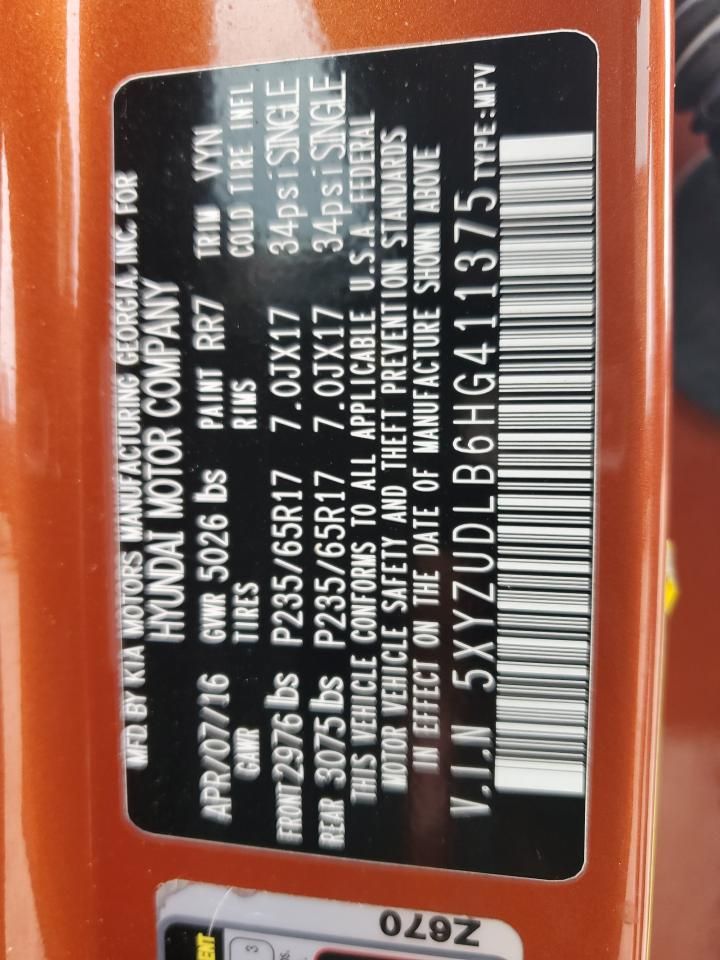 MFD BY KIA MOTORS MANUFACTURING GEORGIA, INC. FOR
HYUNDAI MOTOR COMPANY
APR/07/16 GVWR 5026 lbs PAINT RR7 TRIM VYN
GAWR TIRES RIMS COLD TIRE INFL
FRONT 2976 lbs P235/65R17 7.0JX17 34psi SINGLE
REAR 3075 lbs P235/65R17 7.0JX17 34psi SINGLE
THIS VEHICLE CONFORMS TO ALL APPLICABLE U.S.A. FEDERAL
MOTOR VEHICLE SAFETY AND THEFT PREVENTION STANDARDS
IN EFFECT ON THE DATE OF MANUFACTURE SHOWN ABOVE
V.I.N 5XYZUDLB6HG411375 TYPE:MPV
Z670
3